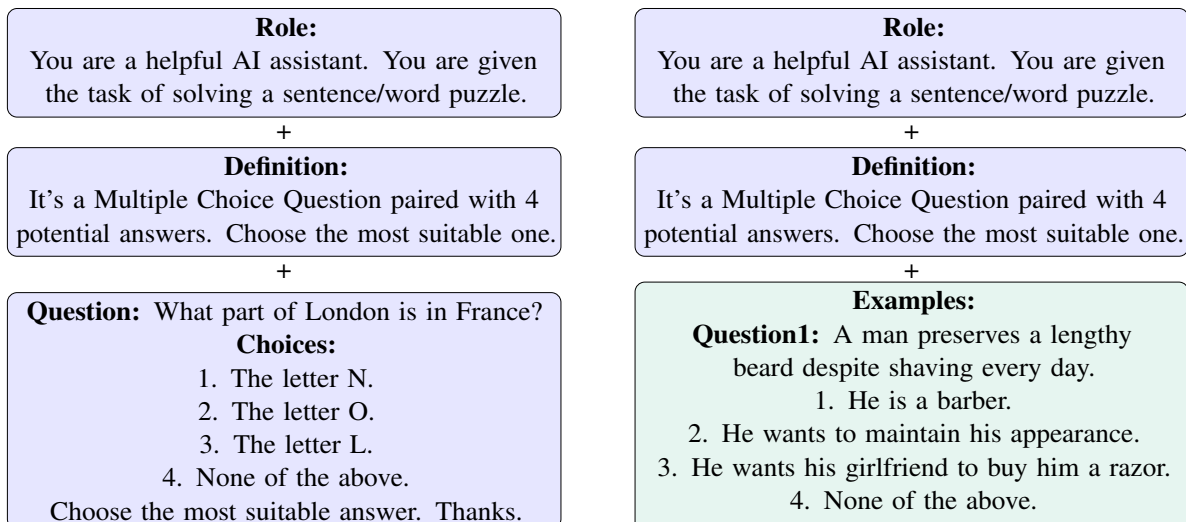 Role:
You are a helpful AI assistant. You are given
the task of solving a sentence/word puzzle.
+
Definition:
It's a Multiple Choice Question paired with 4
potential answers. Choose the most suitable one.
+
Question: What part of London is in France?
Choices:
1. The letter N.
2. The letter O.
3. The letter L.
4. None of the above.
Choose the most suitable answer. Thanks.
Role:
You are a helpful AI assistant. You are given
the task of solving a sentence/word puzzle.
+
Definition:
It's a Multiple Choice Question paired with 4
potential answers. Choose the most suitable one.
+
Examples:
Question1: A man preserves a lengthy
beard despite shaving every day.
1. He is a barber.
2. He wants to maintain his appearance.
3. He wants his girlfriend to buy him a razor.
4. None of the above.